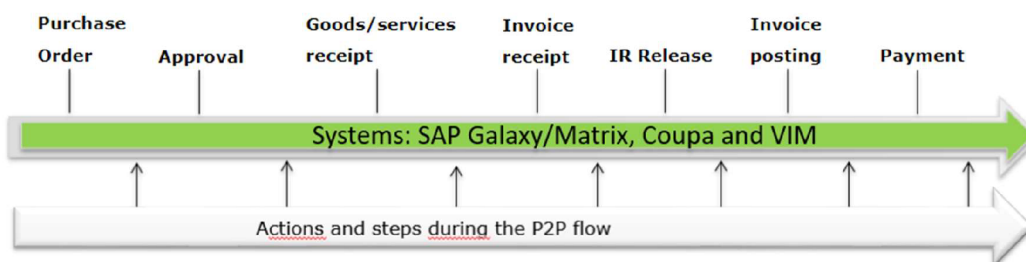 Purchase
Order
Approval
Goods/services
receipt
Invoice
receipt
IR Release
Invoice
posting
Payment
Systems: SAP Galaxy/Matrix, Coupa and VIM
Actions and steps during the P2P flow